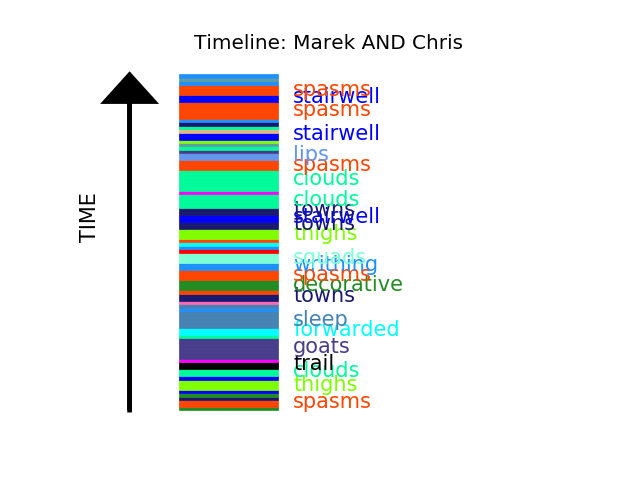 Timeline: Marek AND Chris
spasms
stairwell
spasms
stairwell
lips
spasms
clouds
clouds
towns
stairwell
towns
thighs
squads
writhing
spasms
decorative
towns
sleep
forwarded
goats
trail
clouds
thighs
spasms
TIME